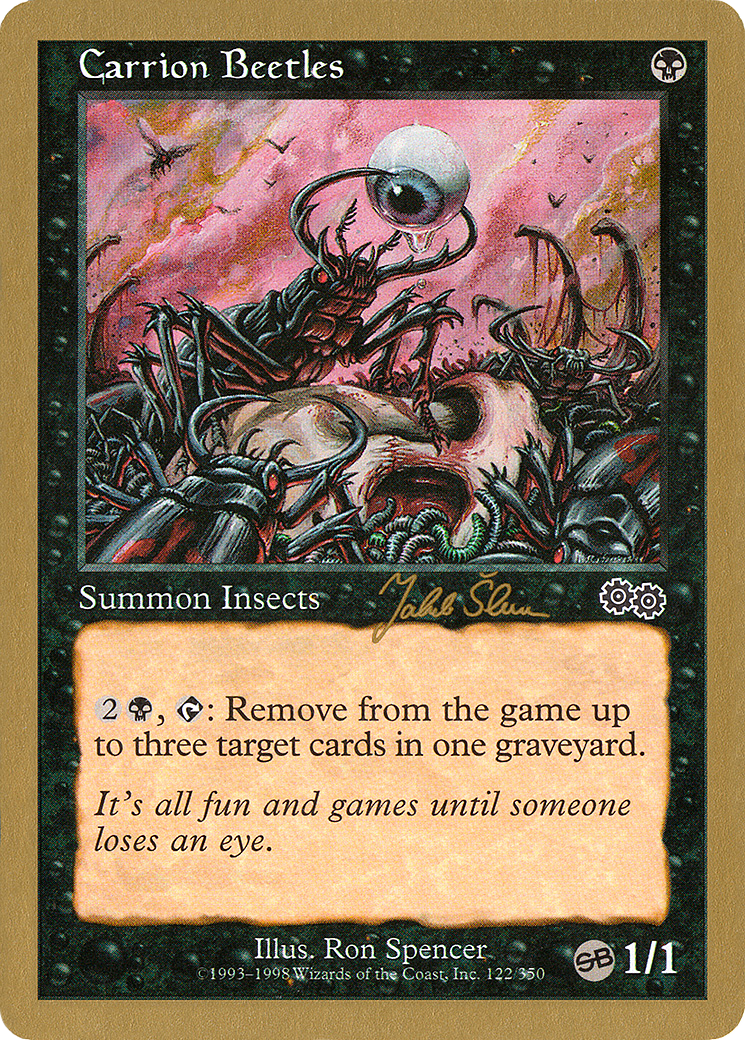 Carrion Beetles
Summon Insects Jakub Šlem
2 , : Remove from the game up
to three target cards in one graveyard.
It's all fun and games until someone
loses an eye.
Illus. Ron Spencer
©1993–1998 Wizards of the Coast, Inc. 122/350
SB 1/1